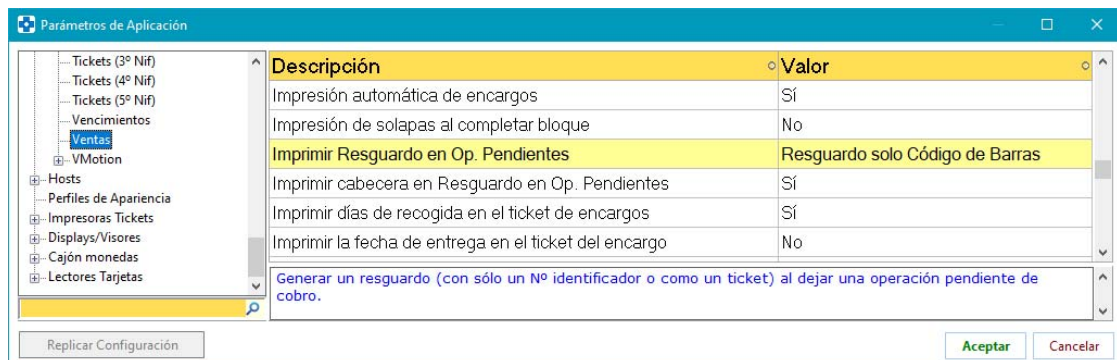 Parámetros de Aplicación
Tickets (3º Nif)
Tickets (4º Nif)
Tickets (5º Nif)
Vencimientos
Ventas
VMotion
Hosts
Perfiles de Apariencia
Impresoras Tickets
Displays/Visores
Cajón monedas
Lectores Tarjetas
Descripción Valor
Impresión automática de encargos Sí
Impresión de solapas al completar bloque No
Imprimir Resguardo en Op. Pendientes Resguardo solo Código de Barras
Imprimir cabecera en Resguardo en Op. Pendientes Sí
Imprimir días de recogida en el ticket de encargos Sí
Imprimir la fecha de entrega en el ticket del encargo No
Generar un resguardo (con sólo un Nº identificador o como un ticket) al dejar una operación pendiente de
cobro.
Replicar Configuración Aceptar Cancelar